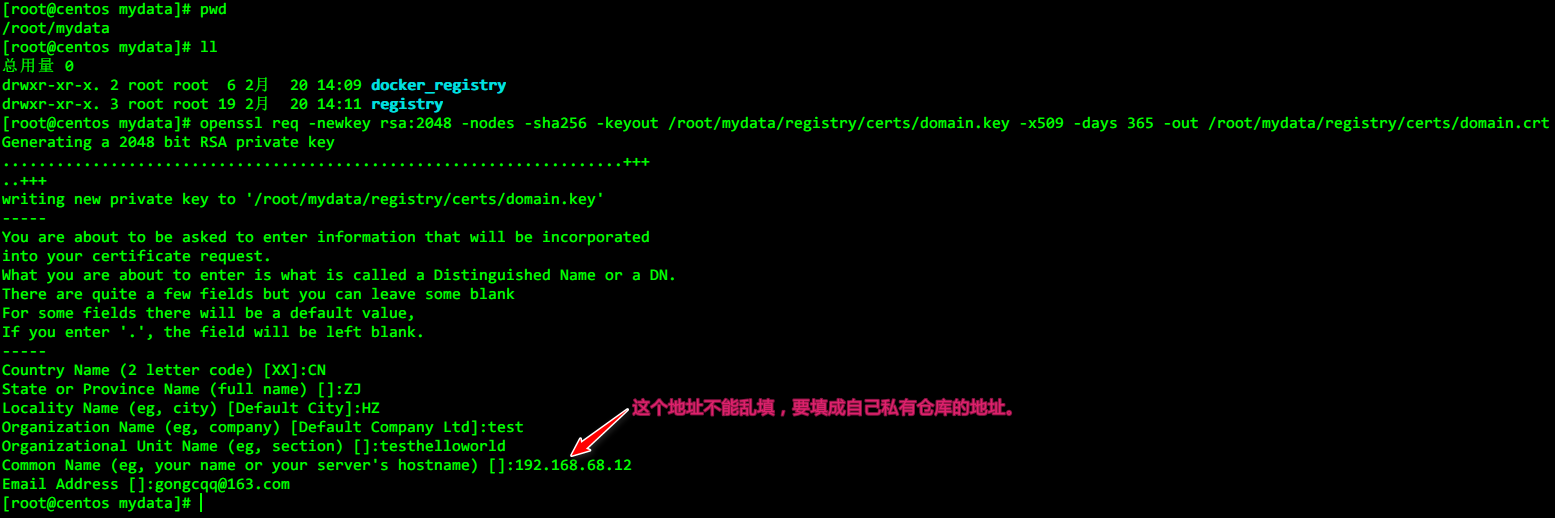 [root@centos mydata]# pwd
/root/mydata
[root@centos mydata]# ll
总用量 0
drwxr-xr-x. 2 root root  6 2月  20 14:09 docker_registry
drwxr-xr-x. 3 root root 19 2月  20 14:11 registry
[root@centos mydata]# openssl req -newkey rsa:2048 -nodes -sha256 -keyout /root/mydata/registry/certs/domain.key -x509 -days 365 -out /root/mydata/registry/certs/domain.crt
Generating a 2048 bit RSA private key
.....................................................................+++
..+++
writing new private key to '/root/mydata/registry/certs/domain.key'
-----
You are about to be asked to enter information that will be incorporated
into your certificate request.
What you are about to enter is what is called a Distinguished Name or a DN.
There are quite a few fields but you can leave some blank
For some fields there will be a default value,
If you enter '.', the field will be left blank.
-----
Country Name (2 letter code) [XX]:CN
State or Province Name (full name) []:ZJ
Locality Name (eg, city) [Default City]:HZ
这个地址不能乱填，要填成自己私有仓库的地址。
Organization Name (eg, company) [Default Company Ltd]:test
Organizational Unit Name (eg, section) []:testhelloworld
Common Name (eg, your name or your server's hostname) []:192.168.68.12
Email Address []:gongcqq@163.com
[root@centos mydata]#